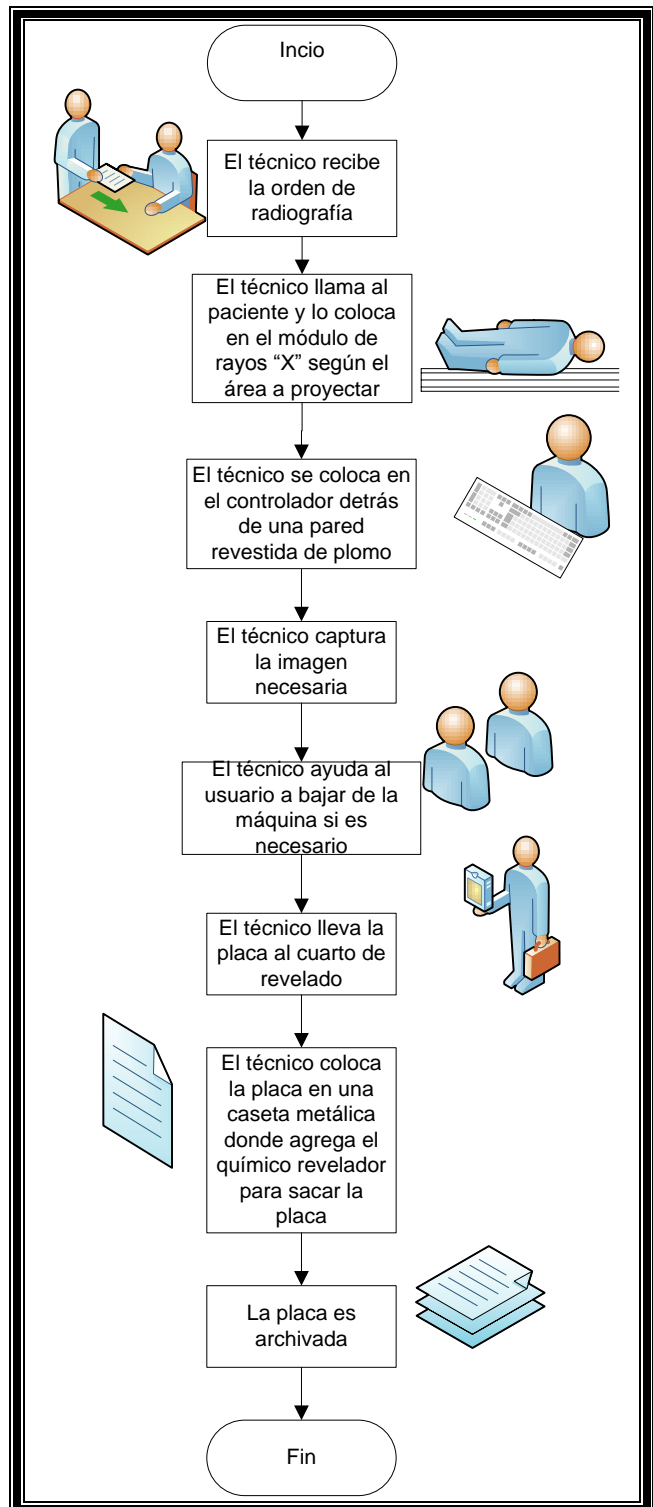 Incio
El técnico recibe
la orden de
radiografía
El técnico llama al
paciente y lo coloca
en el módulo de
rayos “X” según el
área a proyectar
El técnico se coloca en
el controlador detrás
de una pared
revestida de plomo
El técnico captura
la imagen
necesaria
El técnico ayuda al
usuario a bajar de la
máquina si es
necesario
El técnico lleva la
placa al cuarto de
revelado
El técnico coloca
la placa en una
caseta metálica
donde agrega el
químico revelador
para sacar la
placa
La placa es
archivada
Fin